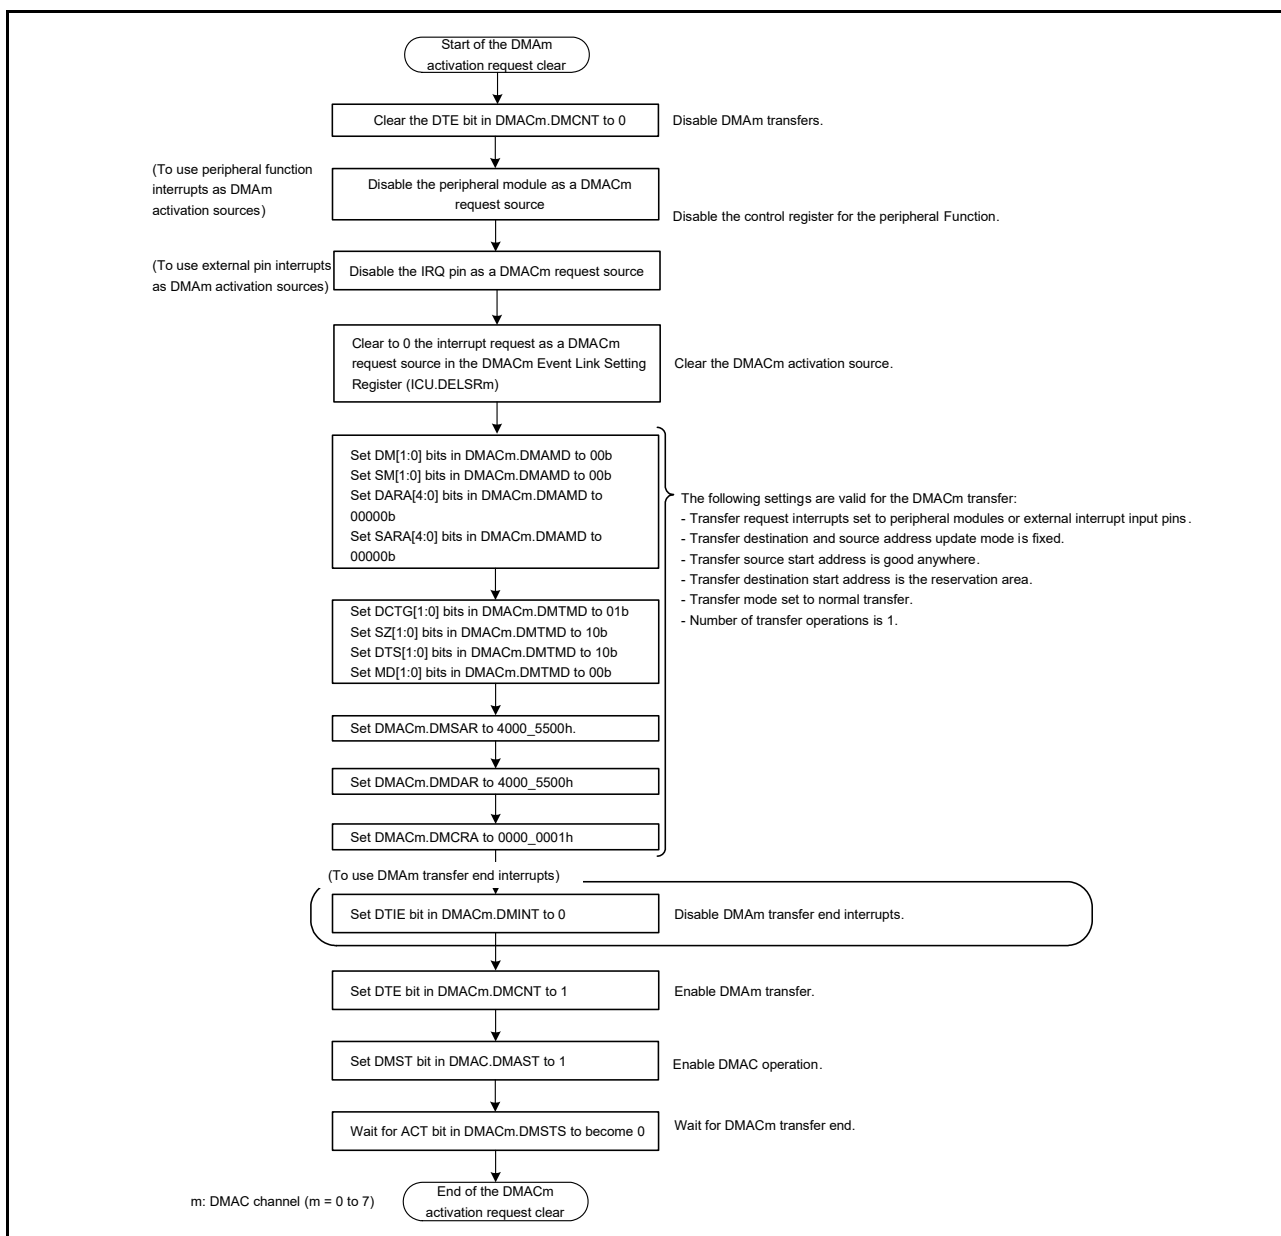 Start of the DMAm
activation request clear
Clear the DTE bit in DMACm.DMCNT to 0
Disable DMAm transfers.
(To use peripheral function
interrupts as DMAm
activation sources)
Disable the peripheral module as a DMACm
request source
Disable the control register for the peripheral Function.
(To use external pin interrupts
as DMAm activation sources)
Disable the IRQ pin as a DMACm request source
Clear to 0 the interrupt request as a DMACm
request source in the DMACm Event Link Setting
Register (ICU.DELSRm)
Clear the DMACm activation source.
Set DM[1:0] bits in DMACm.DMAMD to 00b
Set SM[1:0] bits in DMACm.DMAMD to 00b
Set DARA[4:0] bits in DMACm.DMAMD to
00000b
Set SARA[4:0] bits in DMACm.DMAMD to
00000b
The following settings are valid for the DMACm transfer:
- Transfer request interrupts set to peripheral modules or external interrupt input pins.
- Transfer destination and source address update mode is fixed.
- Transfer source start address is good anywhere.
- Transfer destination start address is the reservation area.
- Transfer mode set to normal transfer.
- Number of transfer operations is 1.
Set DCTG[1:0] bits in DMACm.DMTMD to 01b
Set SZ[1:0] bits in DMACm.DMTMD to 10b
Set DTS[1:0] bits in DMACm.DMTMD to 10b
Set MD[1:0] bits in DMACm.DMTMD to 00b
Set DMACm.DMSAR to 4000_5500h.
Set DMACm.DMDAR to 4000_5500h
Set DMACm.DMCRA to 0000_0001h
(To use DMAm transfer end interrupts)
Set DTIE bit in DMACm.DMINT to 0
Disable DMAm transfer end interrupts.
Set DTE bit in DMACm.DMCNT to 1
Enable DMAm transfer.
Set DMST bit in DMAC.DMAST to 1
Enable DMAC operation.
Wait for ACT bit in DMACm.DMSTS to become 0
Wait for DMACm transfer end.
m: DMAC channel (m = 0 to 7)
End of the DMACm
activation request clear